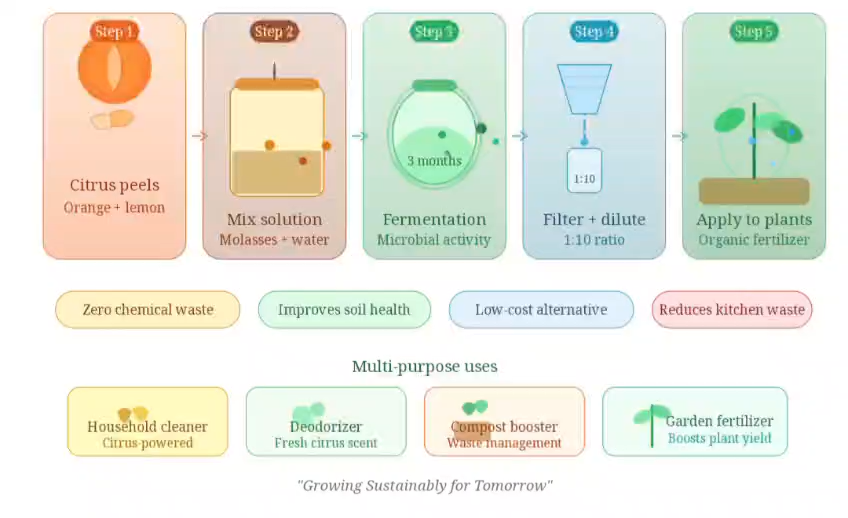 Step 1
Step 2
Step 3
Step 4
Step 5
3 months
1:10
Citrus peels
Orange + lemon
Mix solution
Molasses + water
Fermentation
Microbial activity
Filter + dilute
1:10 ratio
Apply to plants
Organic fertilizer
Zero chemical waste
Improves soil health
Low-cost alternative
Reduces kitchen waste
Multi-purpose uses
Household cleaner
Citrus-powered
Deodorizer
Fresh citrus scent
Compost booster
Waste management
Garden fertilizer
Boosts plant yield
"Growing Sustainably for Tomorrow"